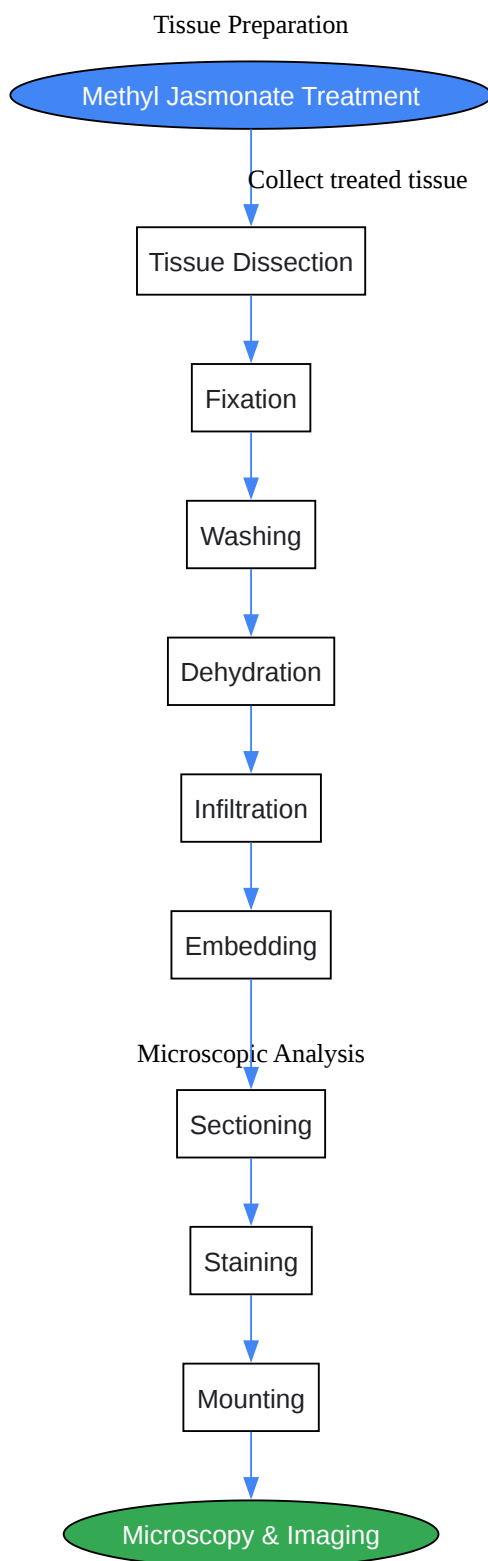 Tissue Preparation
Methyl Jasmonate Treatment
Collect treated tissue
Tissue Dissection
Fixation
Washing
Dehydration
Infiltration
Embedding
Microscopic Analysis
Sectioning
Staining
Mounting
Microscopy & Imaging